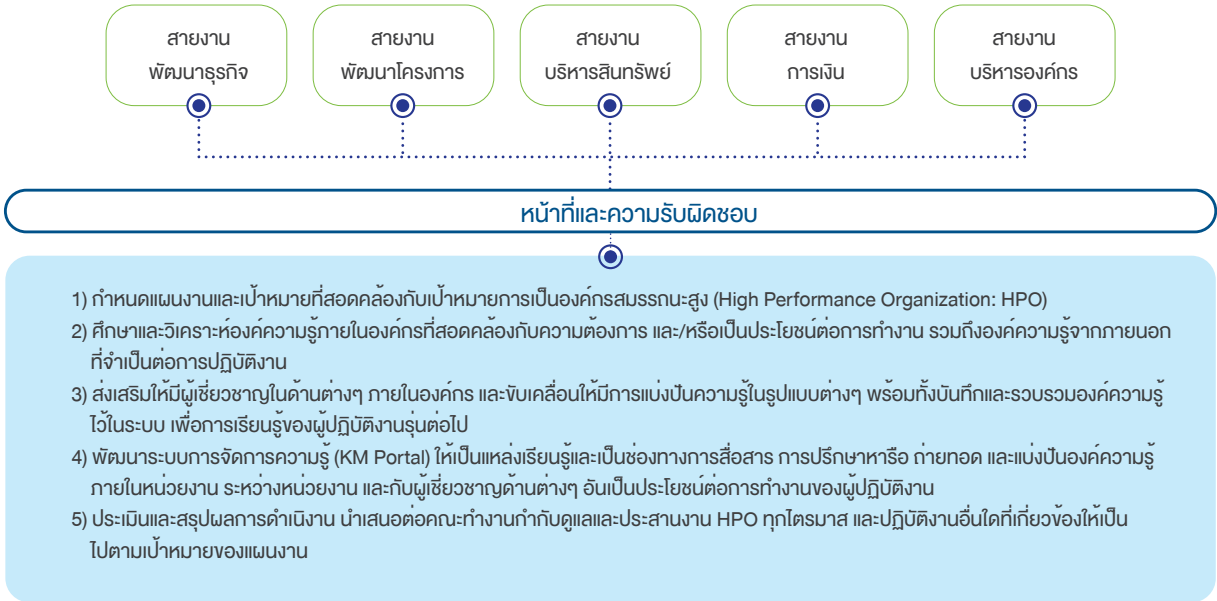 สายงาน
พัฒนาธุรกิจ
สายงาน
พัฒนาโครงการ
สายงาน
บริหารสินทรัพย์
สายงาน
การเงิน
สายงาน
บริหารองค์กร
หน้าที่และความรับผิดชอบ
1) กำหนดแผนงานและเป้าหมายที่สอดคล้องกับเป้าหมายการเป็นองค์กรสมรรถนะสูง (High Performance Organization: HPO)
2) ศึกษาและวิเคราะห์องค์ความรู้ภายในองค์กรที่สอดคล้องกับความต้องการ และ/หรือเป็นประโยชน์ต่อการทำงาน รวมถึงองค์ความรู้จากภายนอก
ที่จำเป็นต่อการปฏิบัติงาน
3) ส่งเสริมให้มีผู้เชี่ยวชาญในด้านต่างๆ ภายในองค์กร และขับเคลื่อนให้มีการแบ่งปันความรู้ในรูปแบบต่างๆ พร้อมทั้งบันทึกและรวบรวมองค์ความรู้
ไว้ในระบบ เพื่อการเรียนรู้ของผู้ปฏิบัติงานรุ่นต่อไป
4) พัฒนาระบบการจัดการความรู้ (KM Portal) ให้เป็นแหล่งเรียนรู้และเป็นช่องทางการสื่อสาร การปรึกษาหารือ ถ่ายทอด และแบ่งปันองค์ความรู้
ภายในหน่วยงาน ระหว่างหน่วยงาน และกับผู้เชี่ยวชาญด้านต่างๆ อันเป็นประโยชน์ต่อการทำงานของผู้ปฏิบัติงาน
5) ประเมินและสรุปผลการดำเนินงาน นำเสนอต่อคณะทำงานกำกับดูแลและประสานงาน HPO ทุกไตรมาส และปฏิบัติงานอื่นใดที่เกี่ยวข้องให้เป็น
ไปตามเป้าหมายของแผนงาน